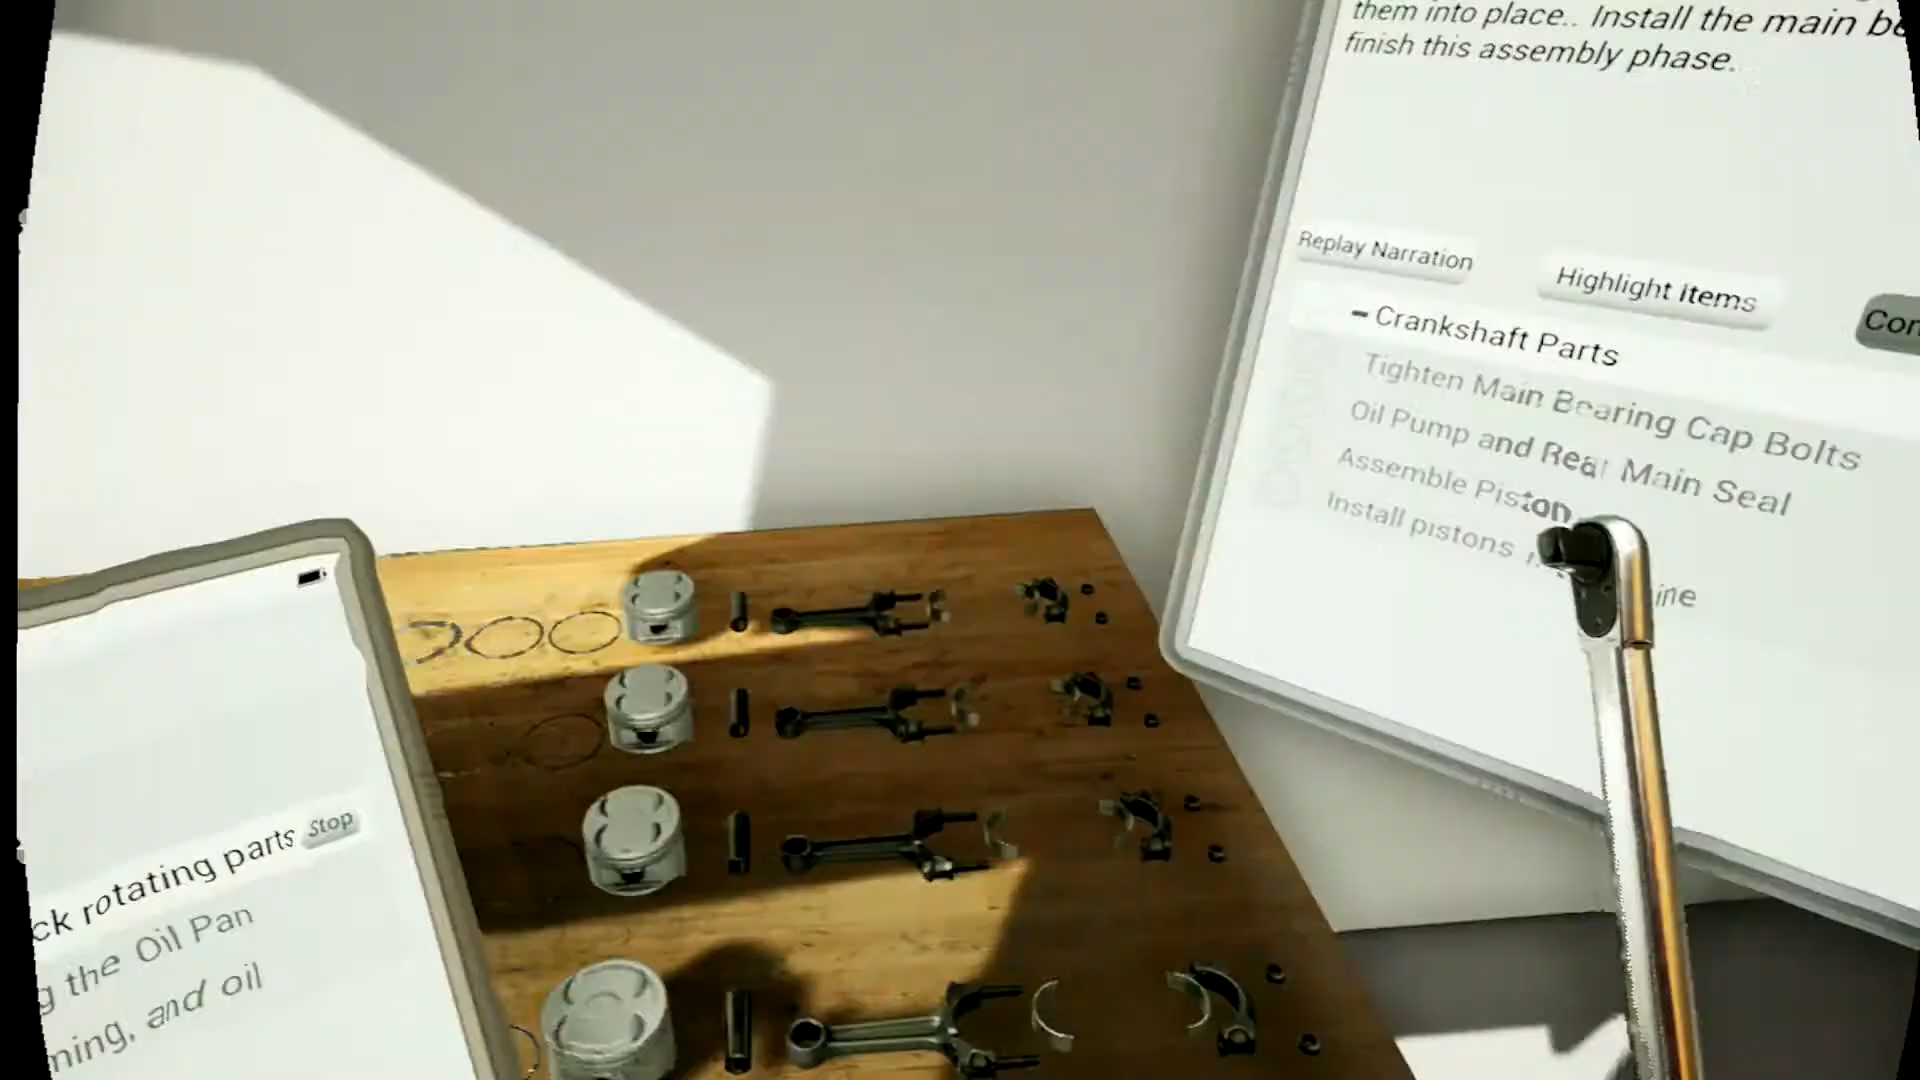 them into place.. Install the main
finish this assembly phase.
Replay Narration
Highlight items
Con
- Crankshaft Parts
Tighten Main Bearing Cap Bolts
Oil Pump and Rear Main Seal
Assemble Piston
Install pistons
ine
ck rotating parts Stop
g the Oil Pan
ning, and oil